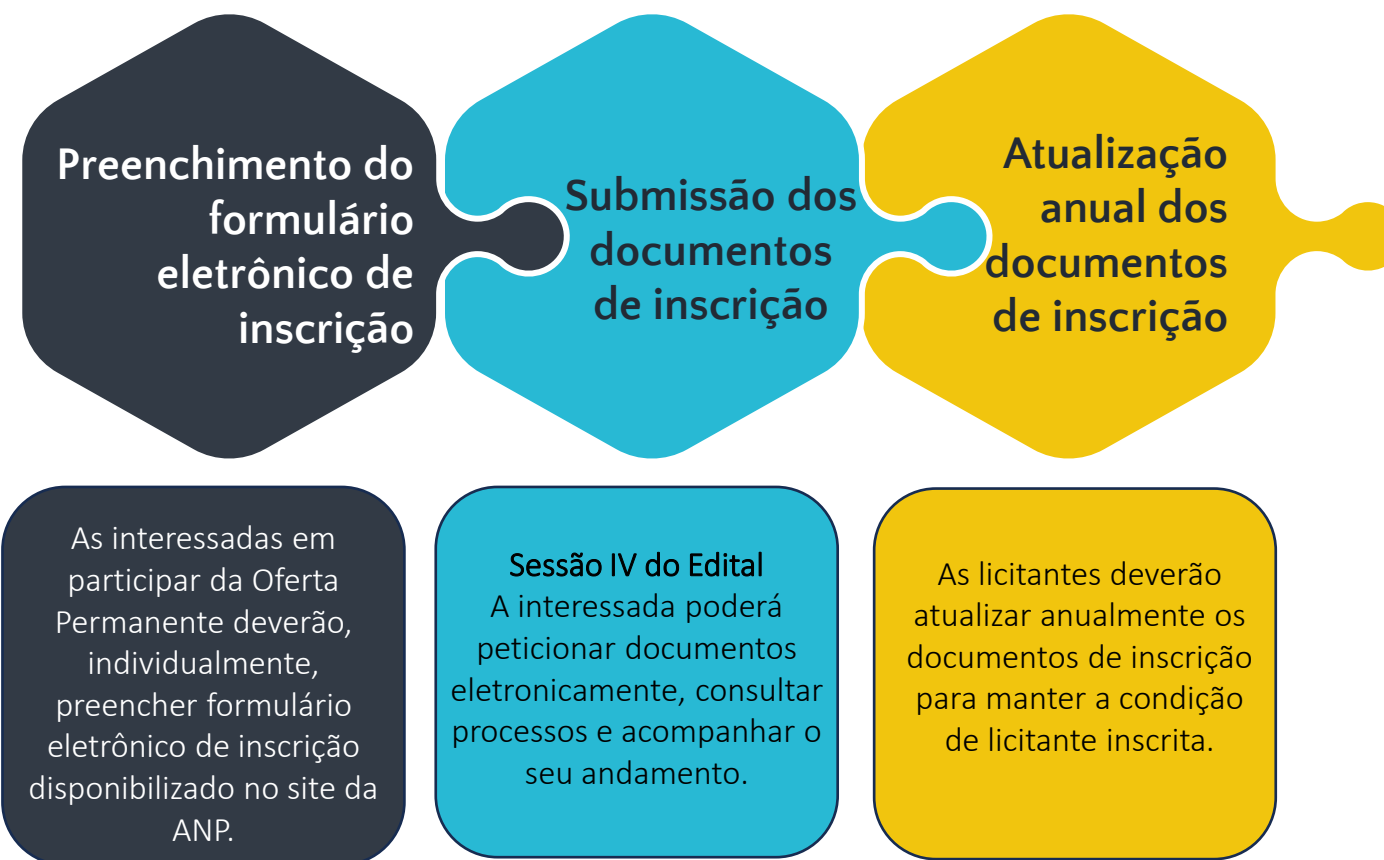 Preenchimento do
formulário
eletrônico de
inscrição
Submissão dos
documentos
de inscrição
Atualização
anual dos
documentos
de inscrição
As interessadas em
participar da Oferta
Permanente deverão,
individualmente,
preencher formulário
eletrônico de inscrição
disponibilizado no site da
ANP.
Sessão IV do Edital
A interessada poderá
peticionar documentos
eletronicamente, consultar
processos e acompanhar o
seu andamento.
As licitantes deverão
atualizar anualmente os
documentos de inscrição
para manter a condição
de licitante inscrita.